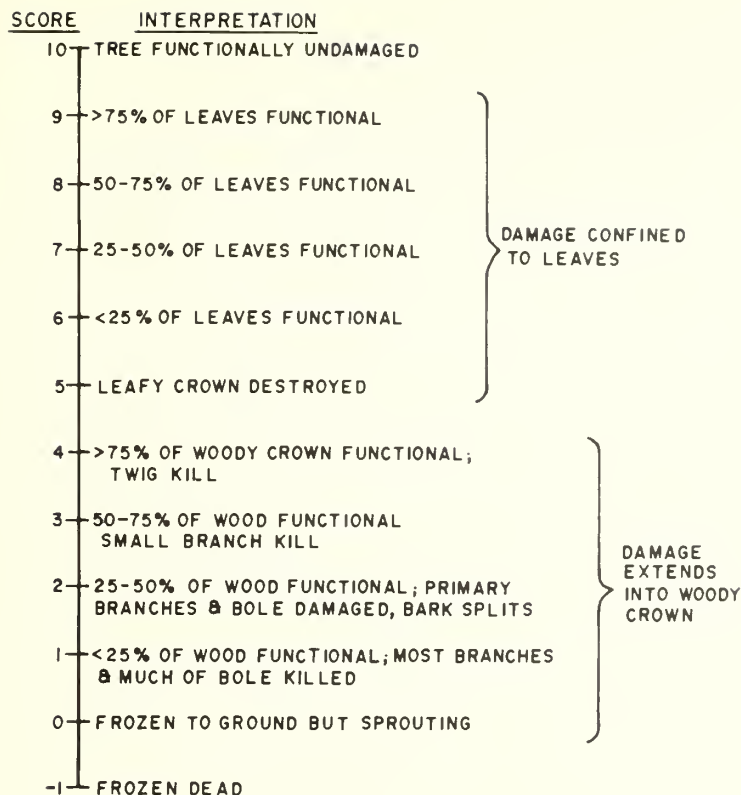 SCORE INTERPRETATION
10 TREE FUNCTIONALLY UNDAMAGED
9 >75% OF LEAVES FUNCTIONAL
8 50-75% OF LEAVES FUNCTIONAL
7 25-50% OF LEAVES FUNCTIONAL
6 <25% OF LEAVES FUNCTIONAL
5 LEAFY CROWN DESTROYED
DAMAGE CONFINED
TO LEAVES
4 >75% OF WOODY CROWN FUNCTIONAL;
TWIG KILL
3 50-75% OF WOOD FUNCTIONAL
SMALL BRANCH KILL
2 25-50% OF WOOD FUNCTIONAL; PRIMARY
BRANCHES & BOLE DAMAGED, BARK SPLITS
1 <25% OF WOOD FUNCTIONAL; MOST BRANCHES
& MUCH OF BOLE KILLED
0 FROZEN TO GROUND BUT SPROUTING
DAMAGE
EXTENDS
INTO WOODY
CROWN
-1 FROZEN DEAD